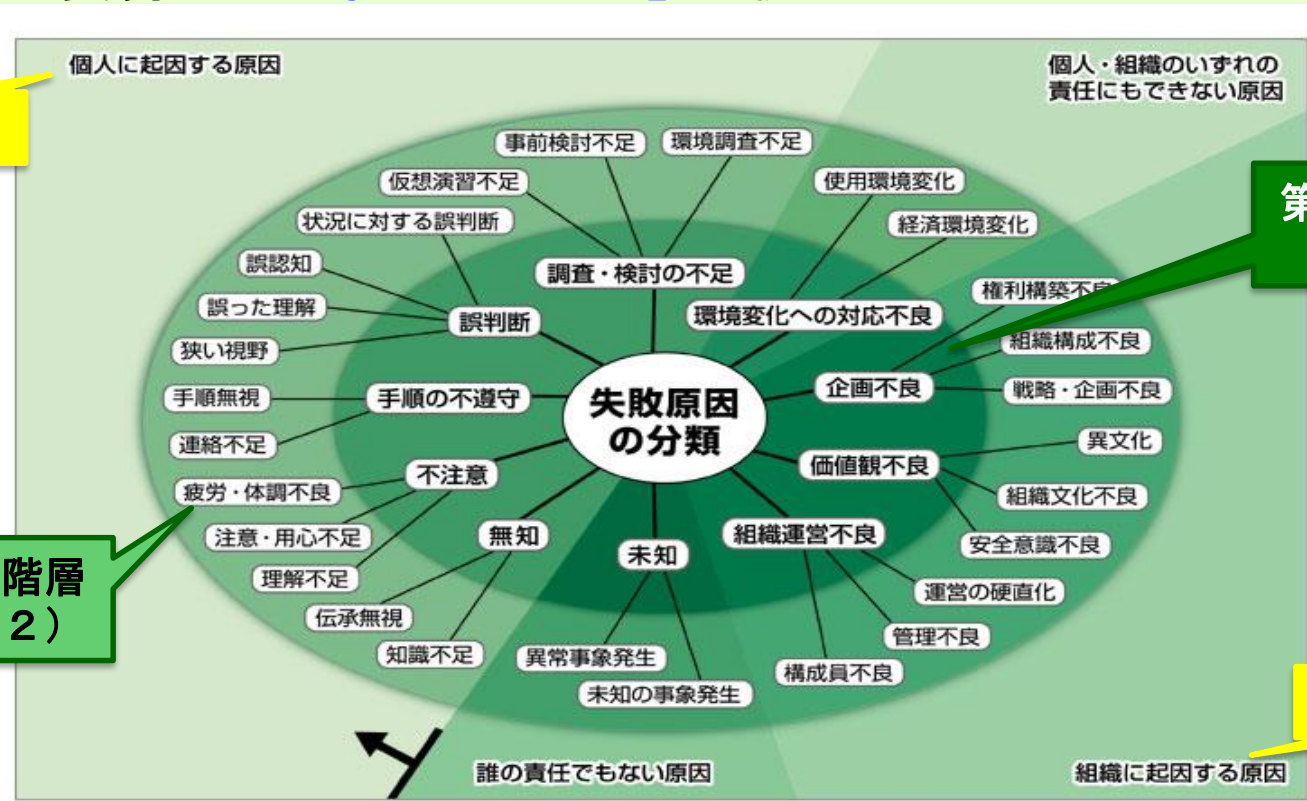 個人に起因する原因
個人・組織のいずれの
責任にもできない原因
事前検討不足
環境調査不足
仮想演習不足
使用環境変化
状況に対する誤判断
経済環境変化
第
誤認知
調査・検討の不足
権利構築不良
誤った理解
誤判断
環境変化への対応不良
組織構成不良
狭い視野
手順無視
手順の不遵守
失敗原因
の分類
企画不良
戦略・企画不良
連絡不足
異文化
疲労・体調不良
不注意
価値観不良
組織文化不良
注意・用心不足
無知
未知
組織運営不良
安全意識不良
階層
２）
理解不足
運営の硬直化
伝承無視
管理不良
知識不足
異常事象発生
構成員不良
未知の事象発生
誰の責任でもない原因
組織に起因する原因